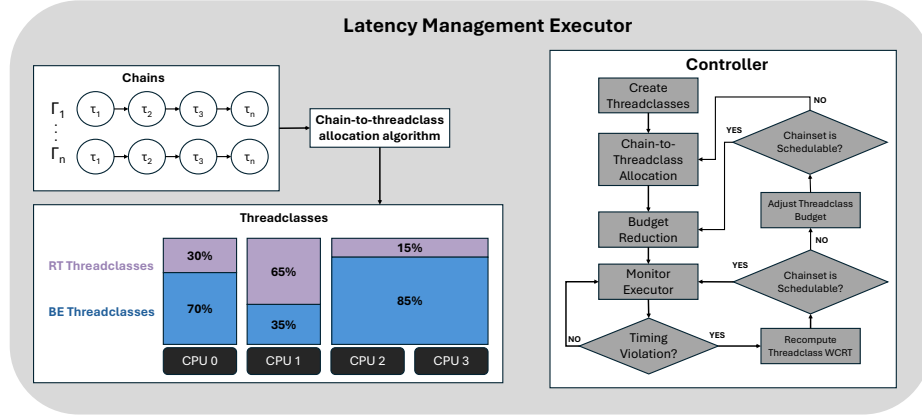 Latency Management Executor
Chains
Γ1 τ1 τ2 τ3 τn
⋮
Γn τ1 τ2 τ3 τn
Chain-to-threadclass
allocation algorithm
Threadclasses
RT Threadclasses
BE Threadclasses
30%
70%
65%
35%
15%
85%
CPU 0
CPU 1
CPU 2
CPU 3
Controller
Create
Threadclasses
Chain-to-
Threadclass
Allocation
Budget
Reduction
Monitor
Executor
Timing
Violation?
NO
YES
Recompute
Threadclass WCRT
Chainset is
Schedulable?
YES
NO
Adjust Threadclass
Budget
Chainset is
Schedulable?
YES
NO